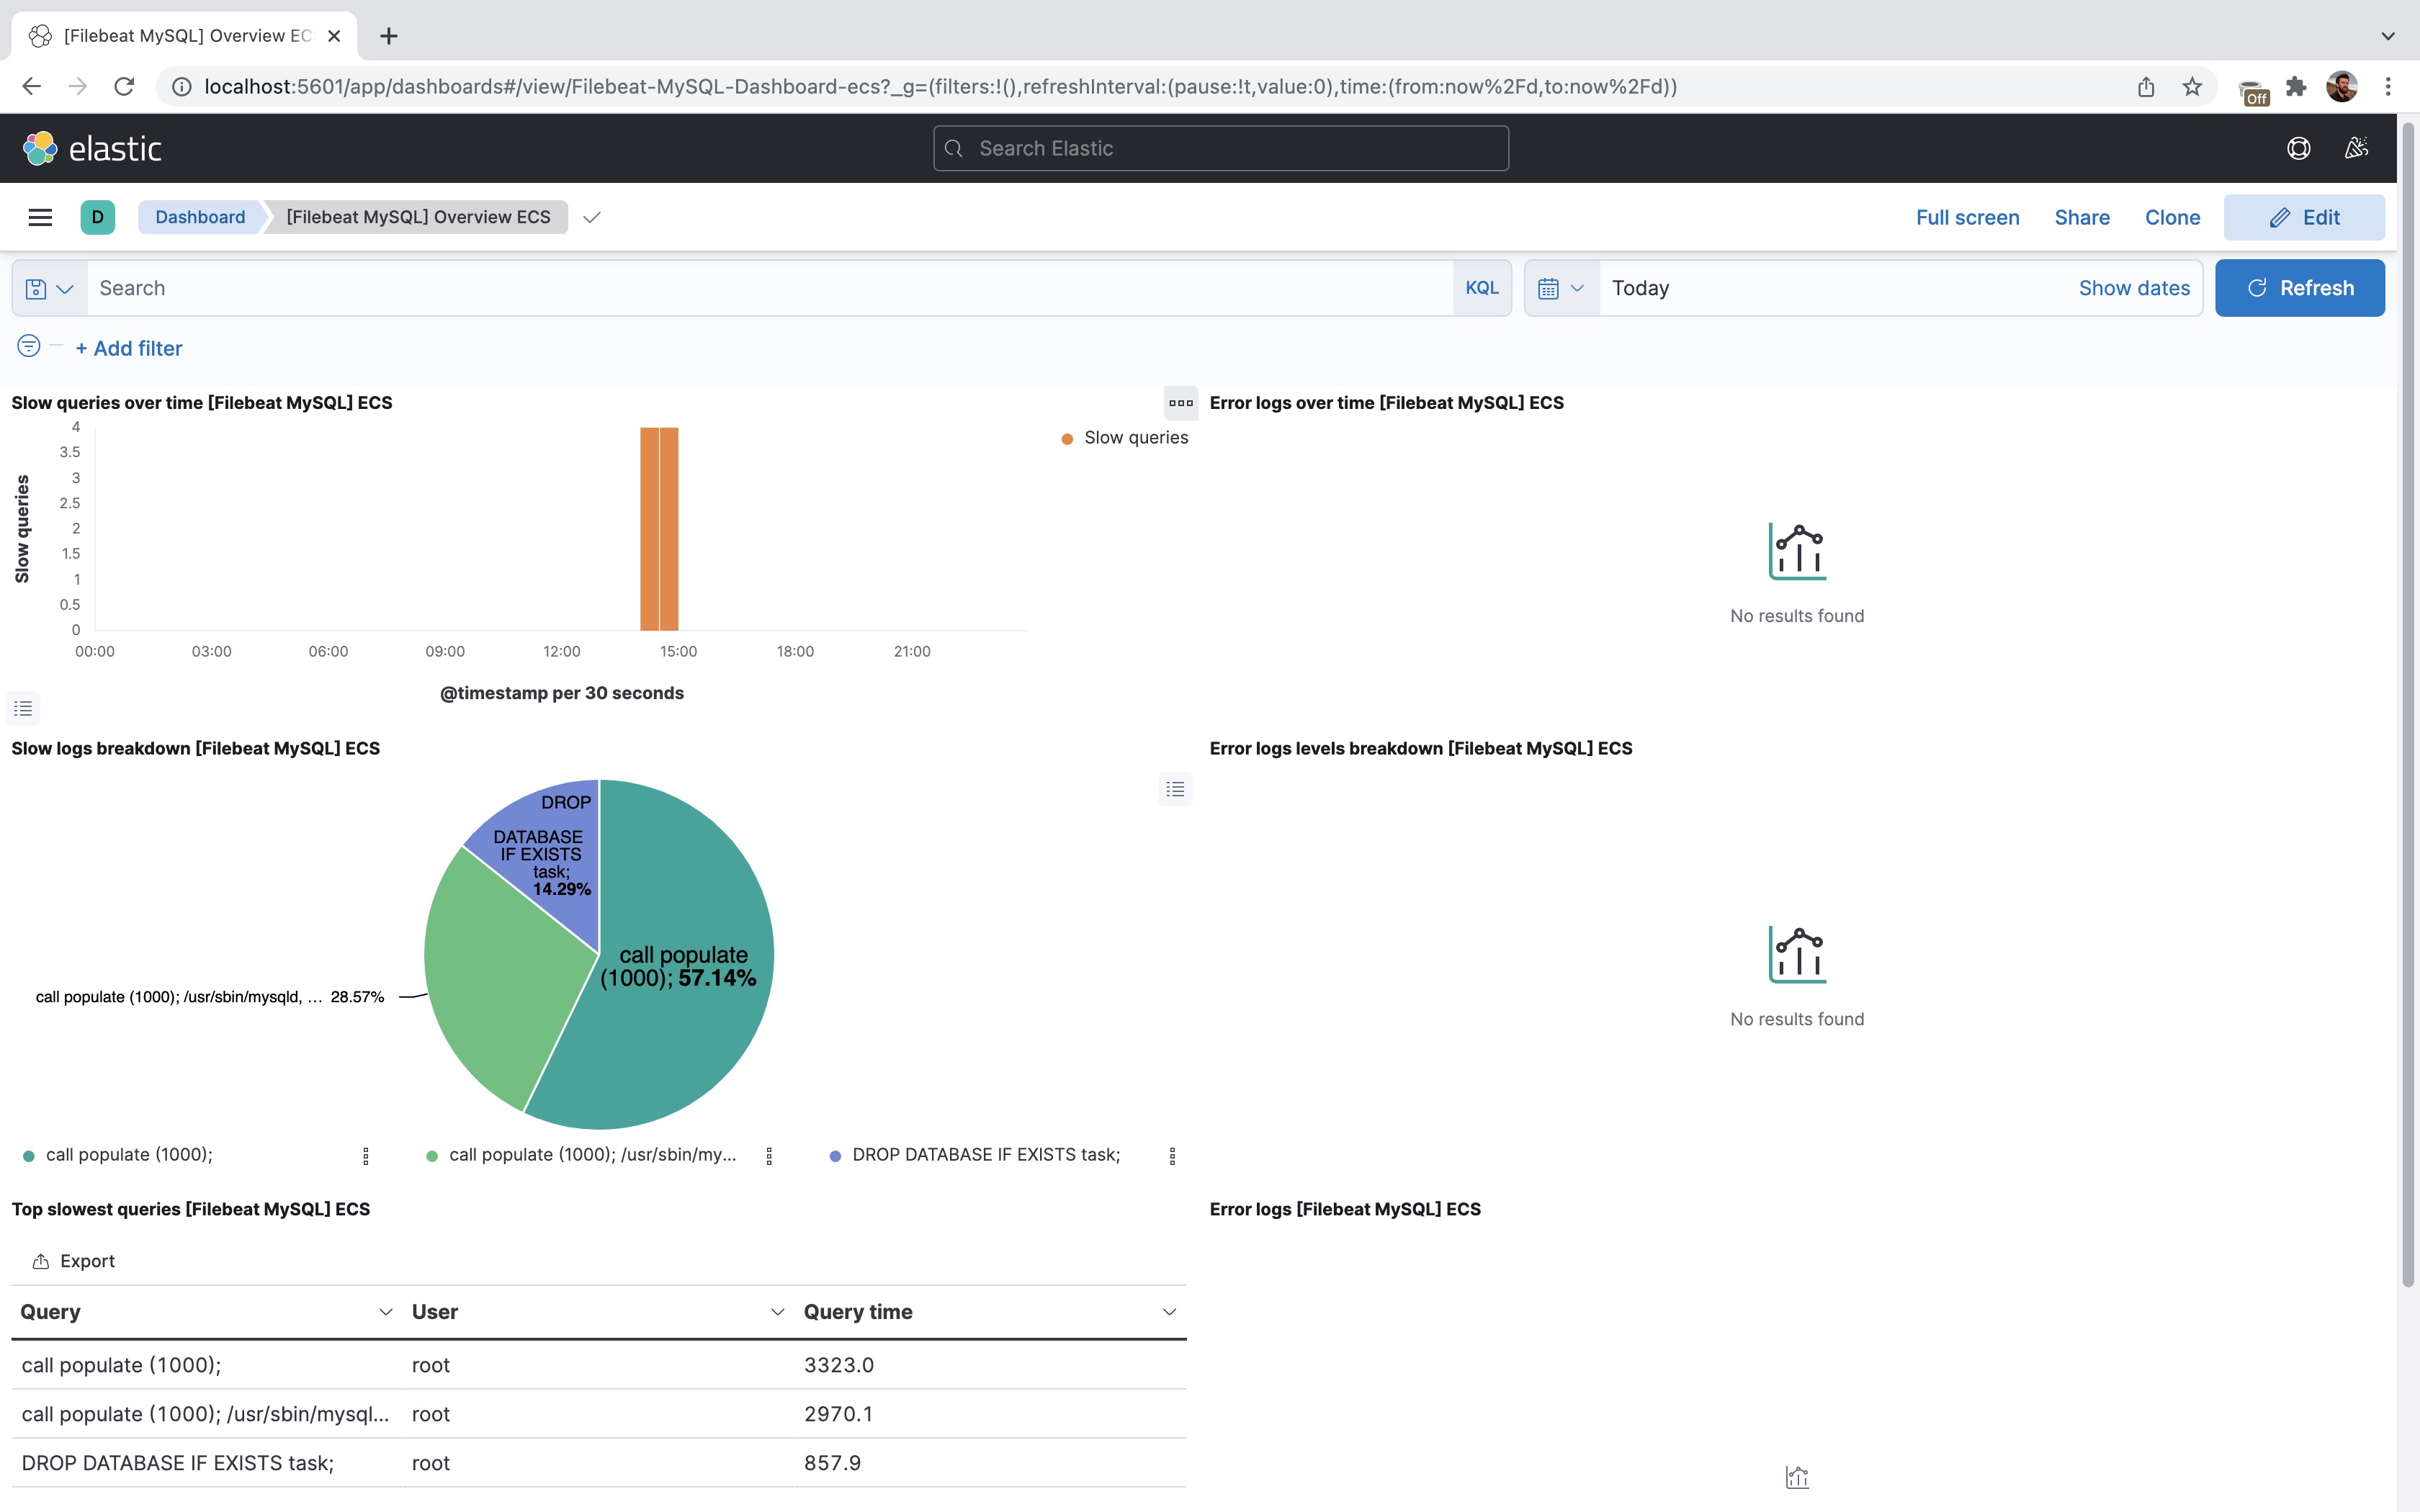 [Filebeat MySQL] Overview EC
localhost:5601/app/dashboards#/view/Filebeat-MySQL-Dashboard-ecs?_g=(filters:!(),refreshInterval:(pause:!t,value:0),time:(from:now%2Fd,to:now%2Fd))
Off
elastic
Search Elastic
D
Dashboard
[Filebeat MySQL] Overview ECS
Full screen
Share
Clone
Edit
Search
KQL
Today
Show dates
Refresh
+ Add filter
Slow queries over time [Filebeat MySQL] ECS
Slow queries
4
3.5
3
2.5
2
1.5
1
0.5
0
00:00
03:00
06:00
09:00
12:00
15:00
18:00
21:00
@timestamp per 30 seconds
Slow queries
Error logs over time [Filebeat MySQL] ECS
No results found
Slow logs breakdown [Filebeat MySQL] ECS
DROP
DATABASE
IF EXISTS
task;
14.29%
call populate
(1000); 57.14%
call populate (1000); /usr/sbin/mysqld, … 28.57%
call populate (1000);
call populate (1000); /usr/sbin/my...
DROP DATABASE IF EXISTS task;
Error logs levels breakdown [Filebeat MySQL] ECS
No results found
Top slowest queries [Filebeat MySQL] ECS
Export
Query
User
Query time
call populate (1000);
root
3323.0
call populate (1000); /usr/sbin/mysql...
root
2970.1
DROP DATABASE IF EXISTS task;
root
857.9
Error logs [Filebeat MySQL] ECS